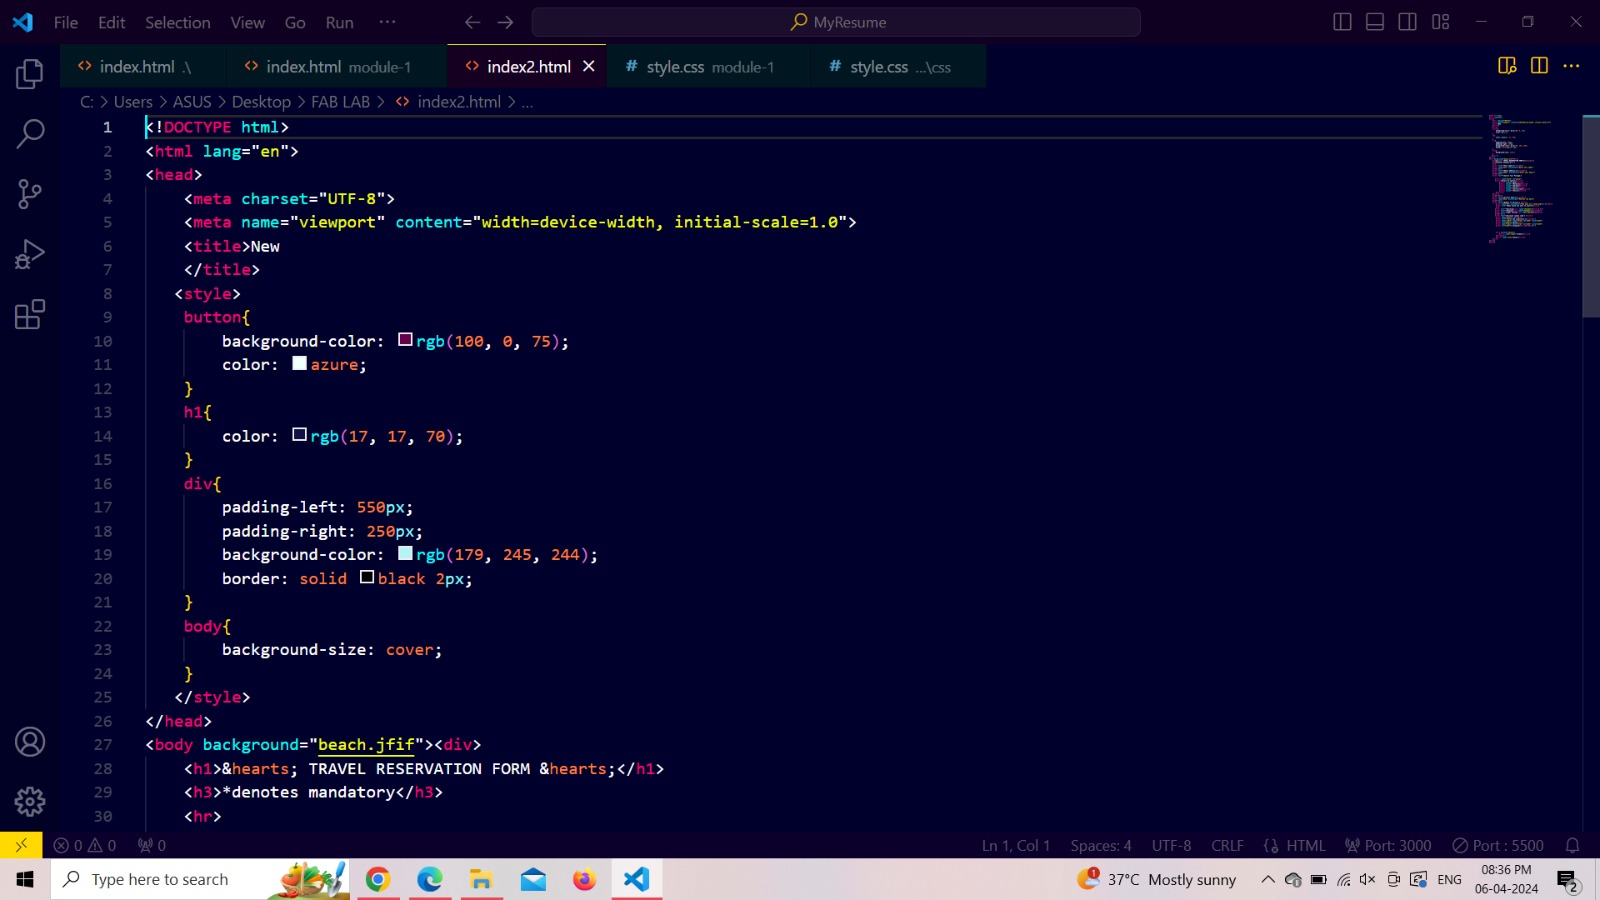 File Edit Selection View Go Run ···
MyResume
<> index.html .\
<> index.html module-1
<> index2.html ×
# style.css module-1
# style.css ...\css
C: > Users > ASUS > Desktop > FAB LAB > <> index2.html > ...
1 <!DOCTYPE html>
2 <html lang="en">
3 <head>
4     <meta charset="UTF-8">
5     <meta name="viewport" content="width=device-width, initial-scale=1.0">
6     <title>New
7     </title>
8    <style>
9     button{
10         background-color: rgb(100, 0, 75);
11         color: azure;
12     }
13     h1{
14         color: rgb(17, 17, 70);
15     }
16     div{
17         padding-left: 550px;
18         padding-right: 250px;
19         background-color: rgb(179, 245, 244);
20         border: solid black 2px;
21     }
22     body{
23         background-size: cover;
24     }
25    </style>
26 </head>
27 <body background="beach.jfif"><div>
28     <h1>&hearts; TRAVEL RESERVATION FORM &hearts;</h1>
29     <h3>*denotes mandatory</h3>
30     <hr>
0 0 0 Ln 1, Col 1 Spaces: 4 UTF-8 CRLF HTML Port: 3000 Port : 5500
Type here to search
1 37°C Mostly sunny
ENG
08:36 PM
06-04-2024
2